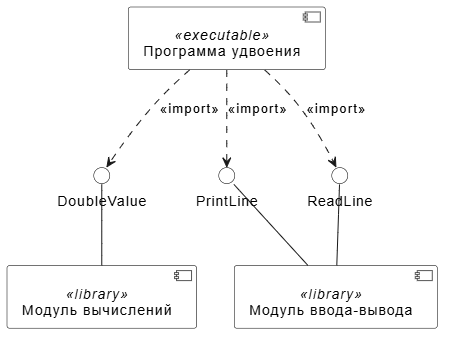 «executable»
Программа удвоения
«import» «import» «import»
DoubleValue PrintLine ReadLine
«library» «library»
Модуль вычислений Модуль ввода-вывода